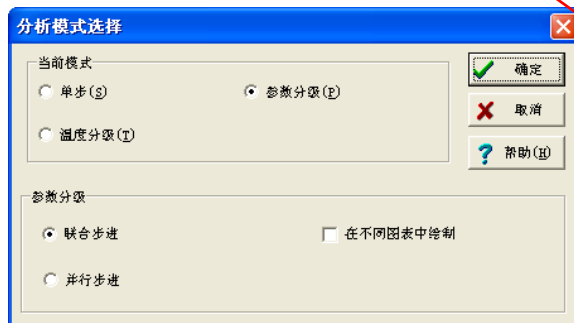 分析模式选择
当前模式
单步(S)
参数分级(P)
确定
取消
温度分级(T)
帮助(H)
参数分级
联合步进
在不同图表中绘制
并行步进